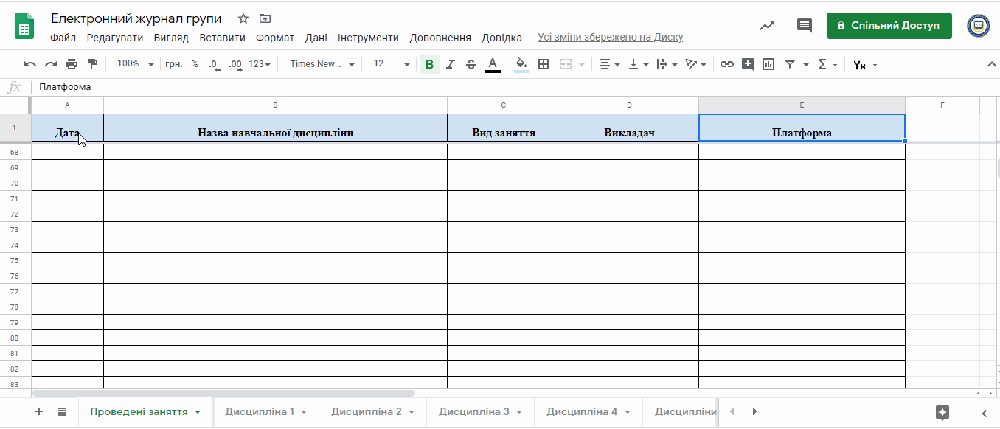 Електронний журнал групи
Файл Редагувати Вигляд Вставити Формат Дані Інструменти Доповнення Довідка Усі зміни збережено на Диску
Спільний Доступ
100% грн. % .0 .00 123 Times New... 12 B I S A Σ
fx Платформа
A B C D E F
1 Дата Назва навчальної дисципліни Вид заняття Викладач Платформа
68
69
70
71
72
73
74
75
76
77
78
79
80
81
82
83
Проведені заняття Дисципліна 1 Дисципліна 2 Дисципліна 3 Дисципліна 4 Дисципліни